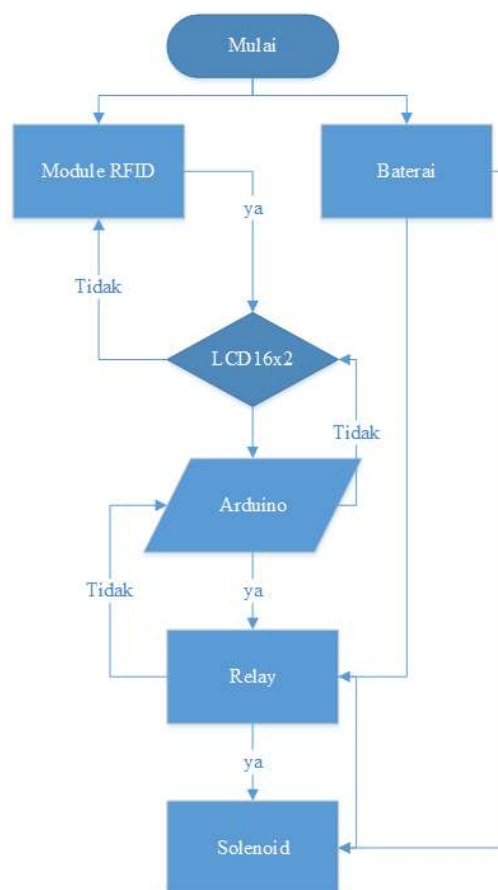 Mulai
Module RFID
Baterai
ya
Tidak
LCD16x2
Tidak
Arduino
Tidak
ya
Relay
ya
Solenoid